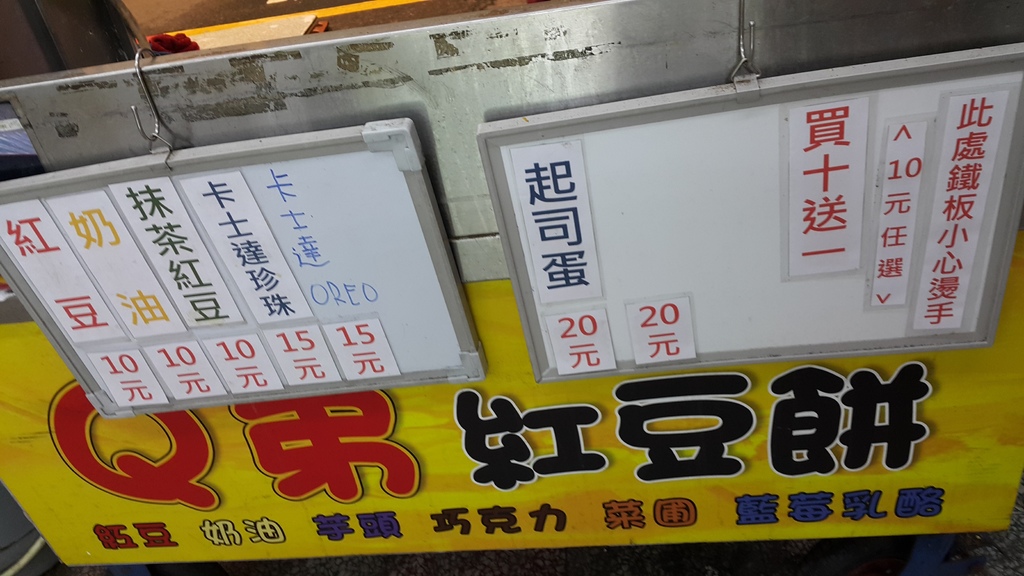 紅豆
10元
奶油
10元
抹茶紅豆
10元
卡士達珍珠
15元
卡士達
OREO
15元
起司蛋
20元
20元
買十送一
<10元任選>
此處鐵板小心燙手
Q弟 紅豆餅
紅豆 奶油 芋頭 巧克力 菜圃 藍莓乳酪